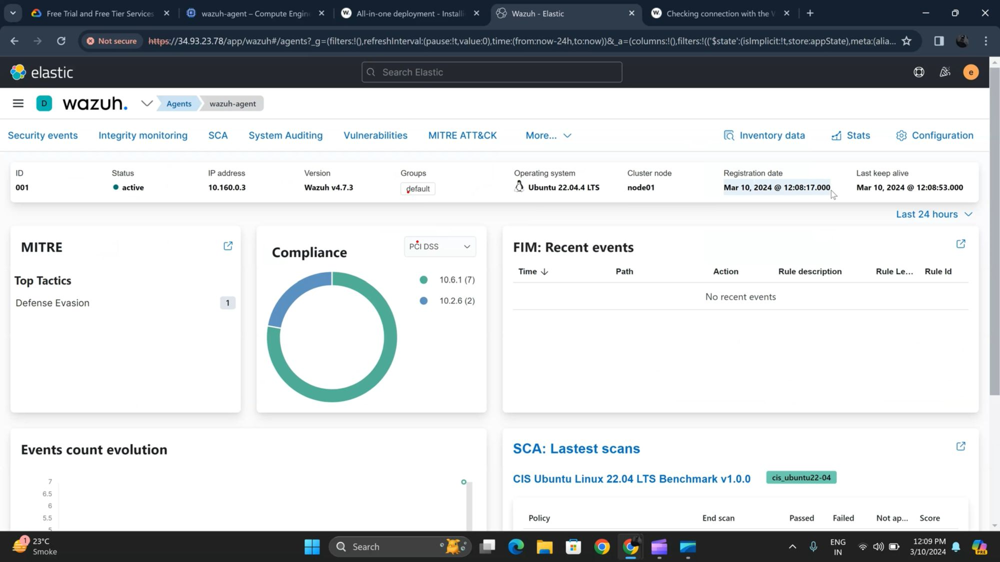 Free Trial and Free Tier Services
wazuh-agent – Compute Engine
All-in-one deployment - Installi
Wazuh - Elastic
Checking connection with the W
Not secure
https://34.93.23.78/app/wazuh#/agents?_g=(filters:!(),refreshInterval:(pause:!t,value:0),time:(from:now-24h,to:now))&_a=(columns:!(),filters:!(('$state':(isImplicit:!t,store:appState),meta:(alia...
elastic
Search Elastic
e
D
wazuh.
Agents
wazuh-agent
Security events
Integrity monitoring
SCA
System Auditing
Vulnerabilities
MITRE ATT&CK
More...
Inventory data
Stats
Configuration
ID
Status
IP address
Version
Groups
Operating system
Cluster node
Registration date
Last keep alive
001
active
10.160.0.3
Wazuh v4.7.3
default
Ubuntu 22.04.4 LTS
node01
Mar 10, 2024 @ 12:08:17.000
Mar 10, 2024 @ 12:08:53.000
Last 24 hours
MITRE
Top Tactics
Defense Evasion
1
Compliance
PCI DSS
10.6.1 (7)
10.2.6 (2)
FIM: Recent events
Time
Path
Action
Rule description
Rule Le...
Rule Id
No recent events
Events count evolution
7
6.5
6
5.5
5
SCA: Lastest scans
CIS Ubuntu Linux 22.04 LTS Benchmark v1.0.0
cis_ubuntu22-04
Policy
End scan
Passed
Failed
Not ap...
Score
1
23°C
Smoke
Search
ENG
IN
12:09 PM
3/10/2024
PRE